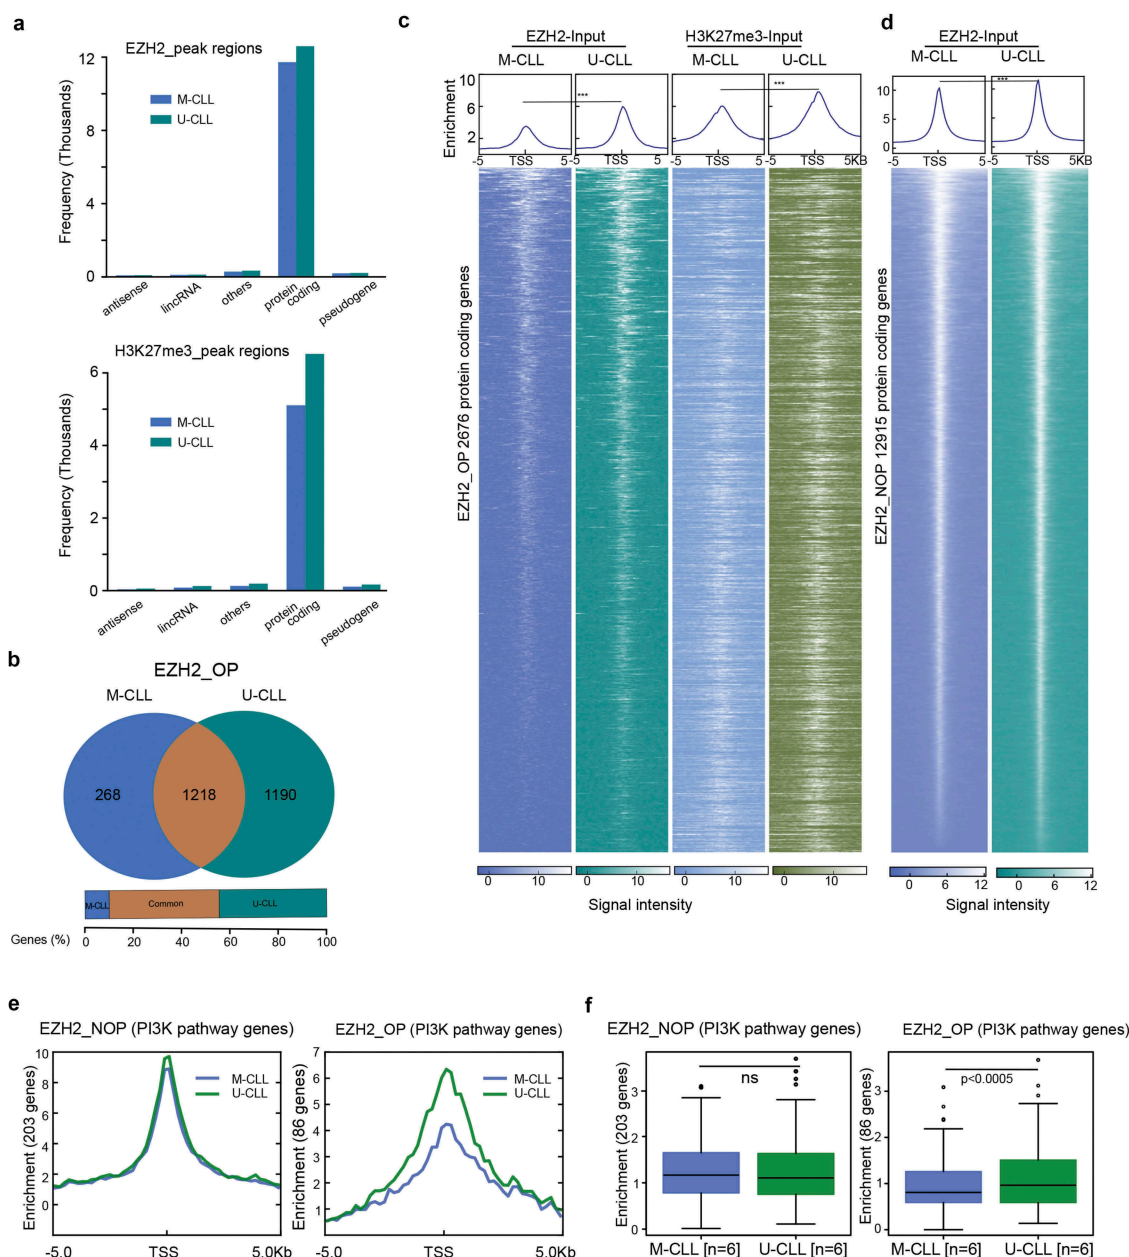 a
EZH2_peak regions
12
8
4
0
Frequency (Thousands)
M-CLL
U-CLL
antisense
lincRNA
others
protein
coding
pseudogene
H3K27me3_peak regions
6
4
2
0
Frequency (Thousands)
M-CLL
U-CLL
antisense
lincRNA
others
protein
coding
pseudogene
b
EZH2_OP
M-CLL U-CLL
268 1218 1190
M-CLL Common U-CLL
Genes (%) 0 20 40 60 80 100
c
EZH2-Input H3K27me3-Input
M-CLL U-CLL M-CLL U-CLL
Enrichment
10
6
2
*** ***
-5 TSS 5 -5 TSS 5 -5 TSS -5 TSS 5KB
EZH2_OP 2676 protein coding genes
0 10 0 10 0 10 0 10
Signal intensity
d
EZH2-Input
M-CLL U-CLL
10
5
0
***
-5 TSS -5 TSS 5KB
EZH2_NOP 12915 protein coding genes
0 6 12 0 6 12
Signal intensity
e
EZH2_NOP (PI3K pathway genes)
Enrichment (203 genes)
10
8
6
4
2
0
M-CLL
U-CLL
-5.0 TSS 5.0Kb
EZH2_OP (PI3K pathway genes)
Enrichment (86 genes)
7
6
5
4
3
2
1
0
M-CLL
U-CLL
-5.0 TSS 5.0Kb
f
EZH2_NOP (PI3K pathway genes)
Enrichment (203 genes)
3
2
1
0
ns
M-CLL [n=6] U-CLL [n=6]
EZH2_OP (PI3K pathway genes)
Enrichment (86 genes)
3
2
1
0
p<0.0005
M-CLL [n=6] U-CLL [n=6]